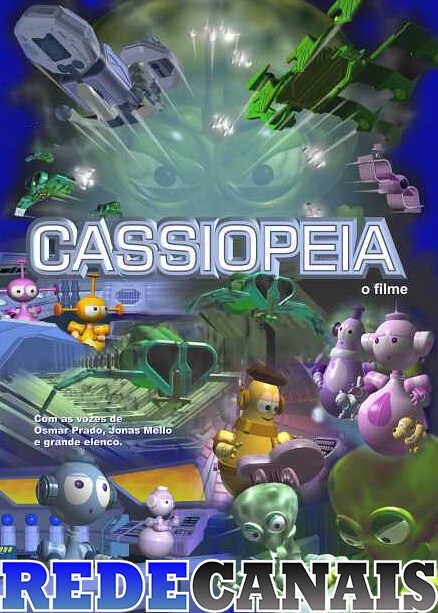 CASSIOPEIA
o filme
Com as vozes de
Osmar Prado, Jonas Mello
e grande elenco.
REDECANAIS